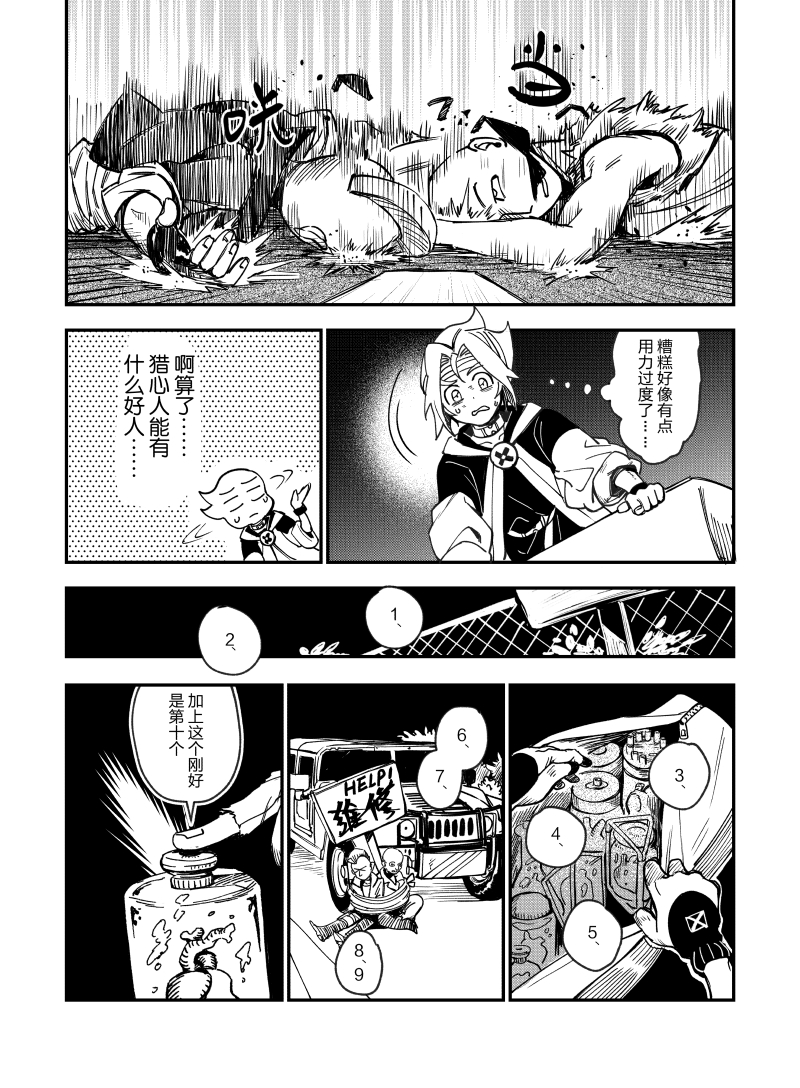 咣
当
糟糕好像有点
用力过度了……
啊算了……
猎心人能有
什么好人……
1、
2、
3、
4、
5、
6、
7、
HELP!
维修
8、
9
加上这个刚好
是第十个